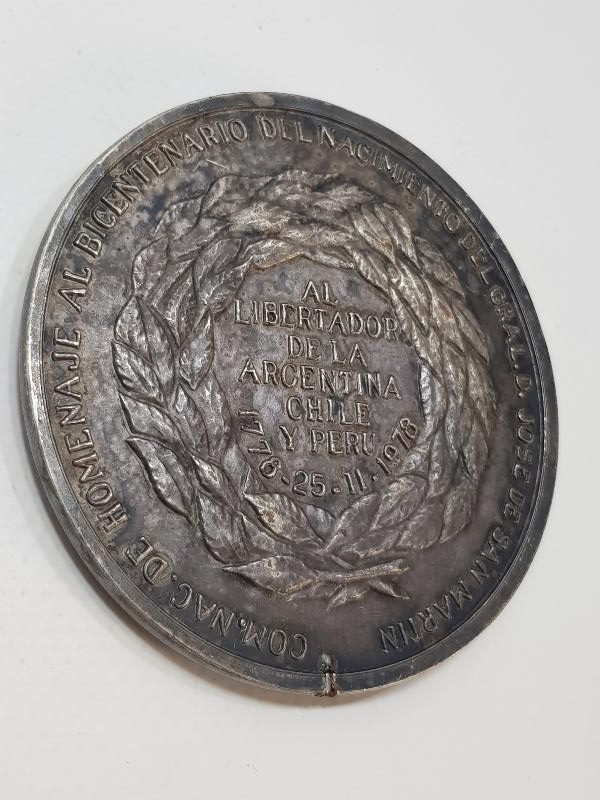 COM. NAC. DE HOMENAJE AL BICENTENARIO DEL NACIMIENTO DEL GRAL. D. JOSE DE SAN MARTIN
AL
LIBERTADOR
DE LA
ARGENTINA
CHILE
Y PERU
1778·25·11·1978